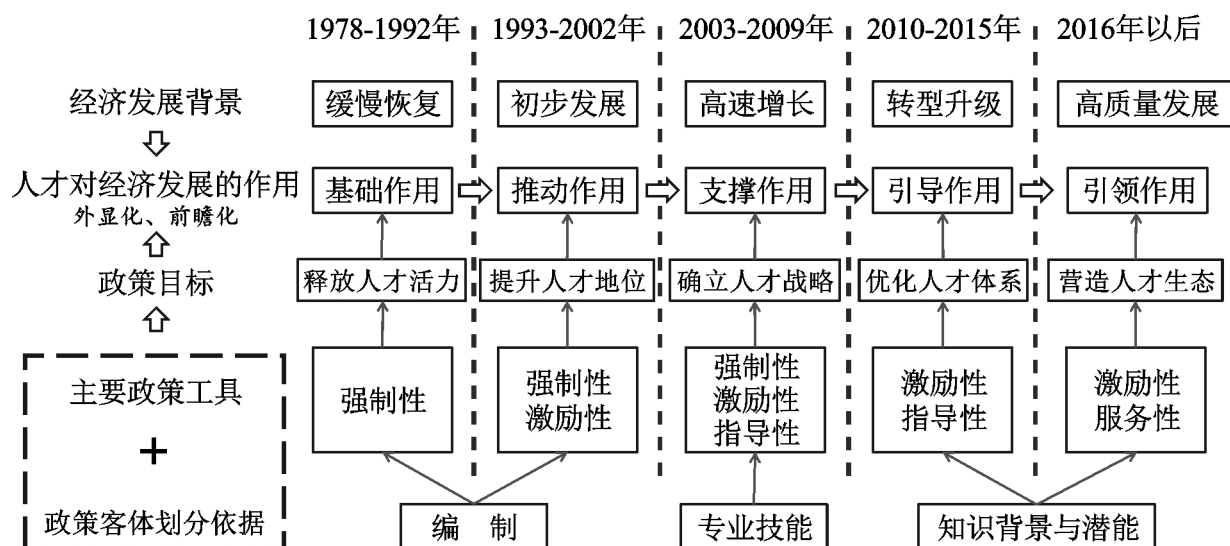 1978-1992年 1993-2002年 2003-2009年 2010-2015年 2016年以后
经济发展背景 缓慢恢复 初步发展 高速增长 转型升级 高质量发展
人才对经济发展的作用 基础作用 推动作用 支撑作用 引导作用 引领作用
外显化、前瞻化
政策目标 释放人才活力 提升人才地位 确立人才战略 优化人才体系 营造人才生态
主要政策工具
+
强制性
强制性
激励性
强制性
激励性
指导性
激励性
指导性
激励性
服务性
政策客体划分依据 编 制 专业技能 知识背景与潜能